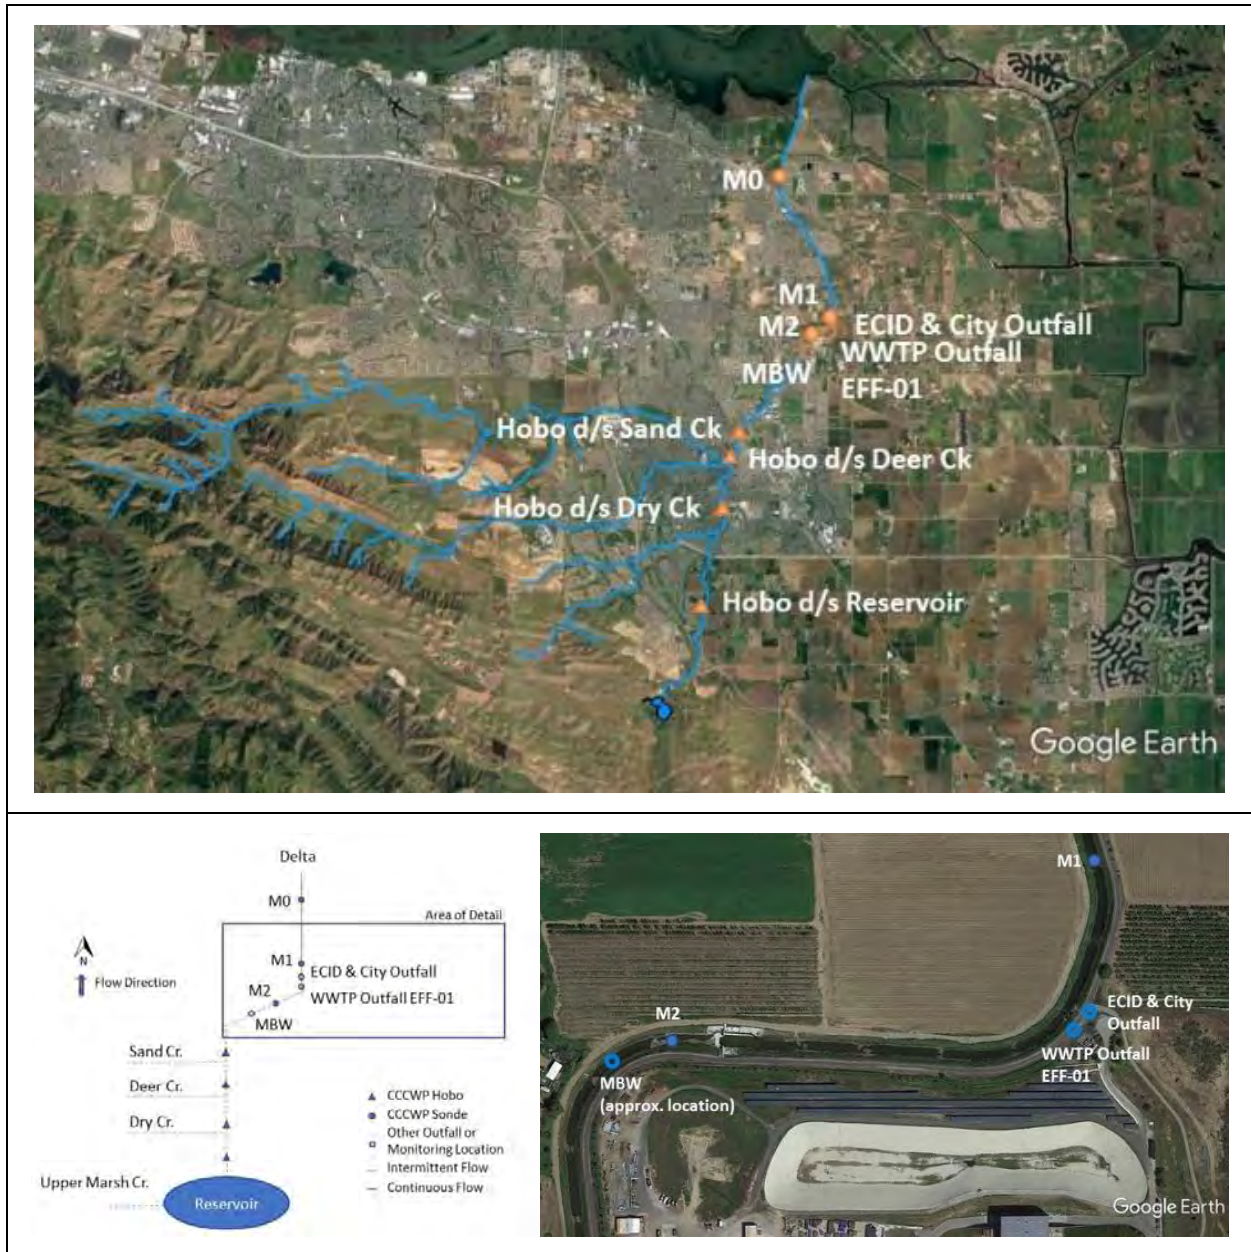 M0
M1
M2
ECID & City Outfall
WWTP Outfall
MBW
EFF-01
Hobo d/s Sand Ck
Hobo d/s Deer Ck
Hobo d/s Dry Ck
Hobo d/s Reservoir
Google Earth
Delta
M0
Area of Detail
N
Flow Direction
M1
ECID & City Outfall
M2
WWTP Outfall EFF-01
MBW
Sand Cr.
Deer Cr.
Dry Cr.
Upper Marsh Cr.
Reservoir
CCCWP Hobo
CCCWP Sonde
Other Outfall or
Monitoring Location
Intermittent Flow
Continuous Flow
M1
M2
ECID & City
Outfall
WWTP Outfall
EFF-01
MBW
(approx. location)
Google Earth